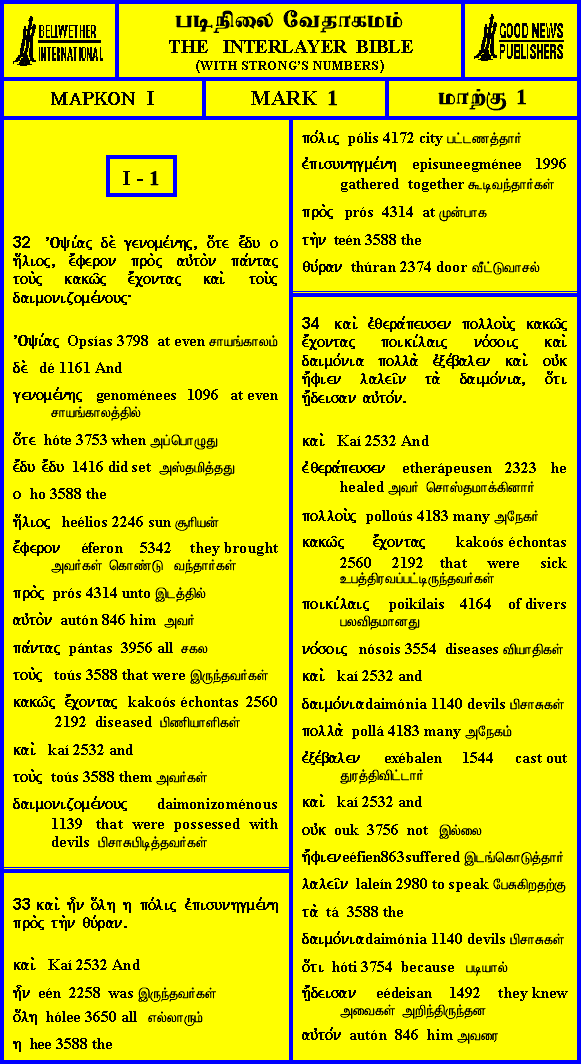 BELLWETHER
INTERNATIONAL
படிநிலை வேதாகமம்
THE INTERLAYER BIBLE
(WITH STRONG'S NUMBERS)
GOOD NEWS
PUBLISHERS
ΜΑΡΚΟΝ Ι
MARK 1
மாற்கு 1
I - 1
32 Ὀψίας δὲ γενομένης, ὅτε ἔδυ ο
ἥλιος, ἔφερον πρὸς αὐτὸν πάντας
τοὺς κακῶς ἔχοντας καὶ τοὺς
δαιμονιζομένους·
Ὀψίας Opsías 3798 at even சாயங்காலம்
δὲ dé 1161 And
γενομένης genoménees 1096 at even
சாயங்காலத்தில்
ὅτε hóte 3753 when அப்பொழுது
ἔδυ ἔδυ 1416 did set அஸ்தமித்தது
ο ho 3588 the
ἥλιος heélios 2246 sun சூரியன்
ἔφερον éferon 5342 they brought
அவர்கள் கொண்டு வந்தார்கள்
πρὸς prós 4314 unto இடத்தில்
αὐτὸν autón 846 him அவர்
πάντας pántas 3956 all சகல
τοὺς toús 3588 that were இருந்தவர்கள்
κακῶς ἔχοντας kakoós échontas 2560
2192 diseased பிணியாளிகள்
καὶ kaí 2532 and
τοὺς toús 3588 them அவர்கள்
δαιμονιζομένους daimonizoménous
1139 that were possessed with
devils பிசாசுபிடித்தவர்கள்
33 καὶ ἦν ὅλη η πόλις ἐπισυνηγμένη
πρὸς τὴν θύραν.
καὶ Kaí 2532 And
ἦν eén 2258 was இருந்தவர்கள்
ὅλη hólee 3650 all எல்லாரும்
η hee 3588 the
πόλις pólis 4172 city பட்டணத்தார்
ἐπισυνηγμένη episuneegménee 1996
gathered together கூடிவந்தார்கள்
πρὸς prós 4314 at முன்பாக
τὴν teén 3588 the
θύραν thúran 2374 door வீட்டுவாசல்
34 καὶ ἐθεράπευσεν πολλοὺς κακῶς
ἔχοντας ποικίλαις νόσοις καὶ
δαιμόνια πολλὰ ἐξέβαλεν καὶ οὐκ
ἤφιεν λαλεῖν τὰ δαιμόνια, ὅτι
ᾔδεισαν αὐτόν.
καὶ Kaí 2532 And
ἐθεράπευσεν etherápeusen 2323 he
healed அவர் சொஸ்தமாக்கினார்
πολλοὺς polloús 4183 many அநேகர்
κακῶς ἔχοντας kakoós échontas
2560 2192 that were sick
உபத்திரவப்பட்டிருந்தவர்கள்
ποικίλαις poikílais 4164 of divers
பலவிதமானது
νόσοις nósois 3554 diseases வியாதிகள்
καὶ kaí 2532 and
δαιμόνια daimónia 1140 devils பிசாசுகள்
πολλὰ pollá 4183 many அநேகம்
ἐξέβαλεν exébalen 1544 cast out
துரத்திவிட்டார்
καὶ kaí 2532 and
οὐκ ouk 3756 not இல்லை
ἤφιεν eéfien863suffered இடங்கொடுத்தார்
λαλεῖν laleín 2980 to speak பேசுகிறதற்கு
τὰ tá 3588 the
δαιμόνια daimónia 1140 devils பிசாசுகள்
ὅτι hóti 3754 because படியால்
ᾔδεισαν eédeisan 1492 they knew
அவைகள் அறிந்திருந்தன
αὐτόν autón 846 him அவரை